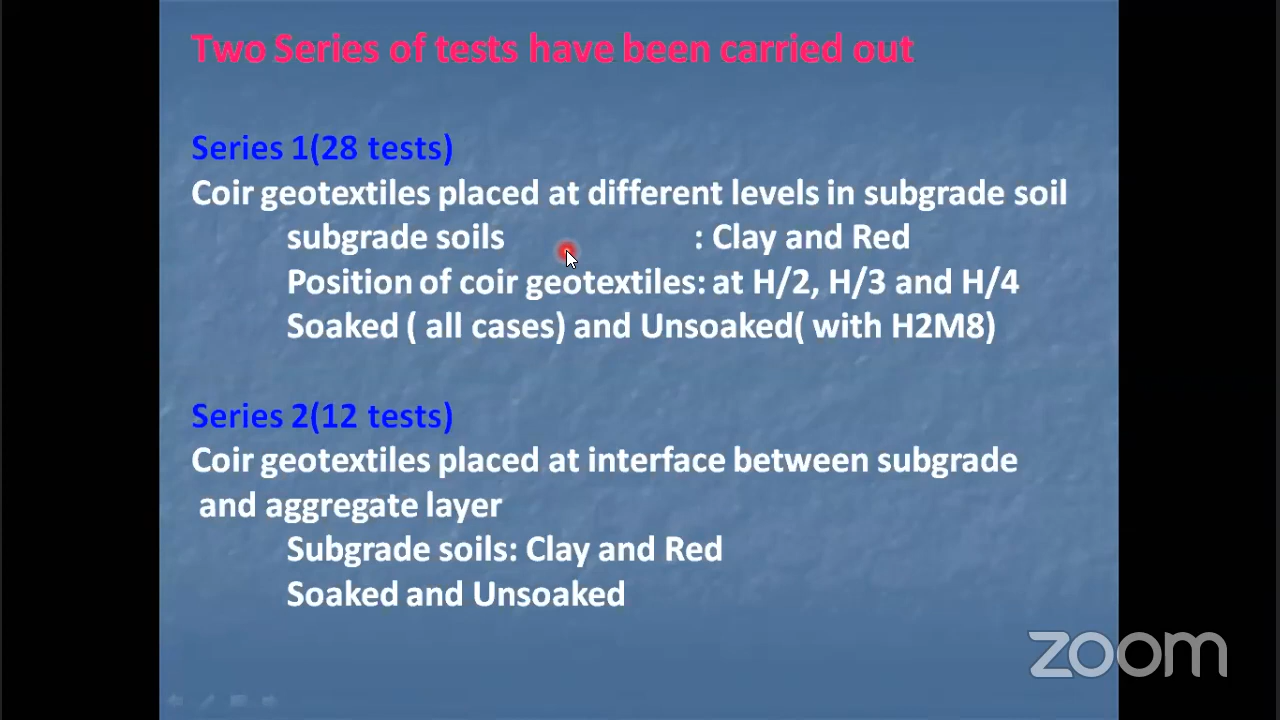 Two Series of tests have been carried out
Series 1(28 tests)
Coir geotextiles placed at different levels in subgrade soil
subgrade soils : Clay and Red
Position of coir geotextiles: at H/2, H/3 and H/4
Soaked ( all cases) and Unsoaked( with H2M8)
Series 2(12 tests)
Coir geotextiles placed at interface between subgrade
and aggregate layer
Subgrade soils: Clay and Red
Soaked and Unsoaked
zoom